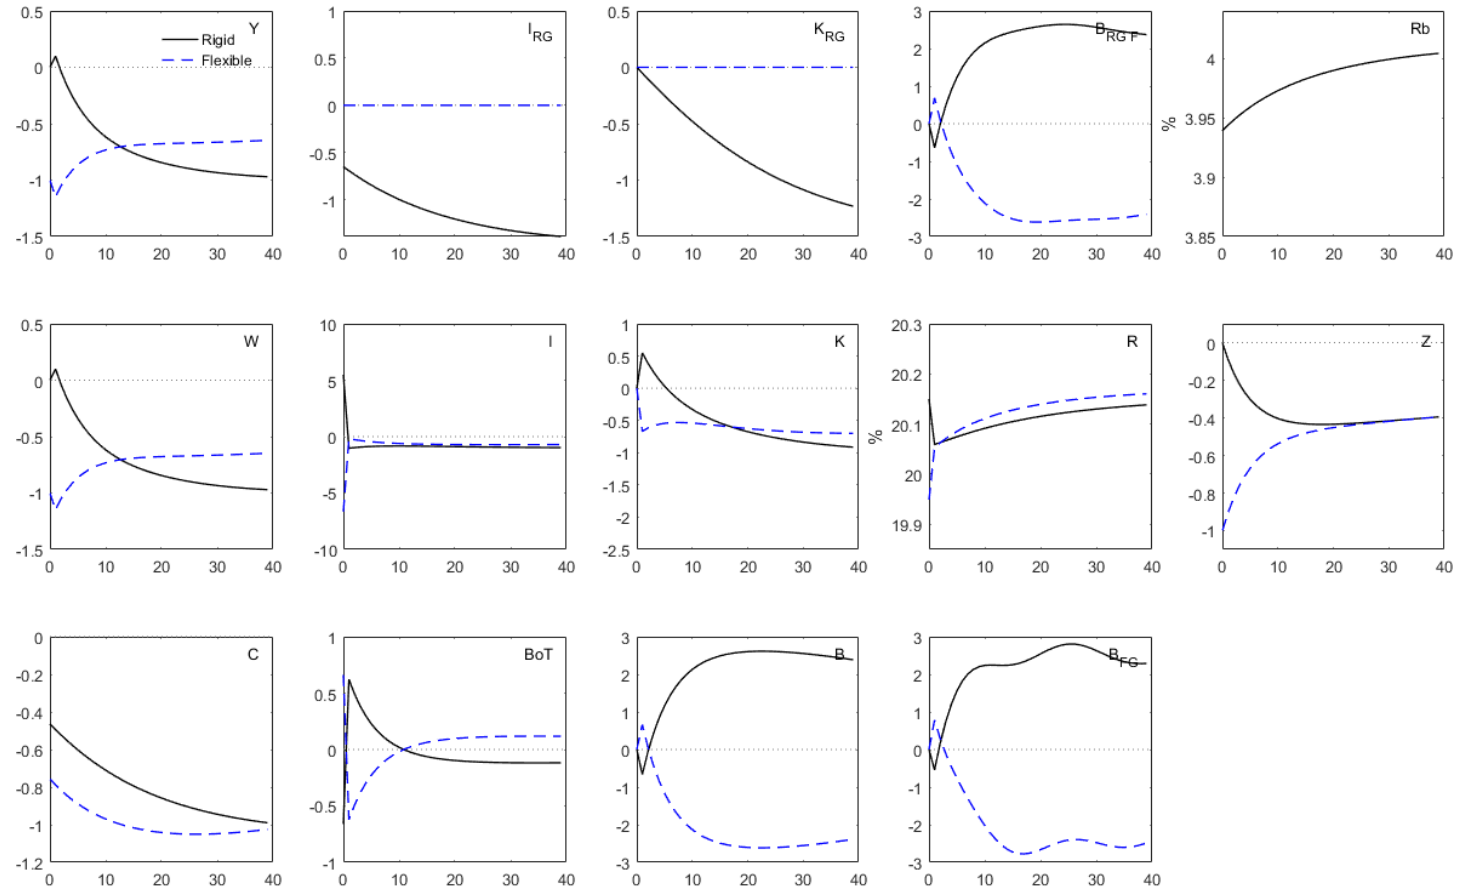 Y
Rigid
Flexible
0.5
0
-0.5
-1
-1.5
0 10 20 30 40
I_RG
1
0.5
0
-0.5
-1
0 10 20 30 40
K_RG
0.5
0
-0.5
-1
-1.5
0 10 20 30 40
B_RG F
3
2
1
0
-1
-2
-3
0 10 20 30 40
Rb
%
4
3.95
3.9
3.85
0 10 20 30 40
W
0.5
0
-0.5
-1
-1.5
0 10 20 30 40
I
10
5
0
-5
-10
0 10 20 30 40
K
1
0.5
0
-0.5
-1
-1.5
-2
-2.5
0 10 20 30 40
R
%
20.3
20.2
20.1
20
19.9
0 10 20 30 40
Z
0
-0.2
-0.4
-0.6
-0.8
-1
0 10 20 30 40
C
0
-0.2
-0.4
-0.6
-0.8
-1
-1.2
0 10 20 30 40
BoT
1
0.5
0
-0.5
-1
0 10 20 30 40
B
3
2
1
0
-1
-2
-3
0 10 20 30 40
B_FG
3
2
1
0
-1
-2
-3
0 10 20 30 40